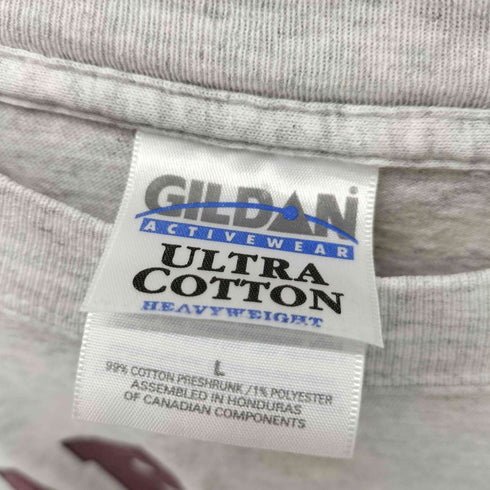 GILDAN
ACTIVEWEAR
ULTRA
COTTON
HEAVYWEIGHT
L
99% COTTON PRESHRUNK / 1% POLYESTER
ASSEMBLED IN HONDURAS
OF CANADIAN COMPONENTS